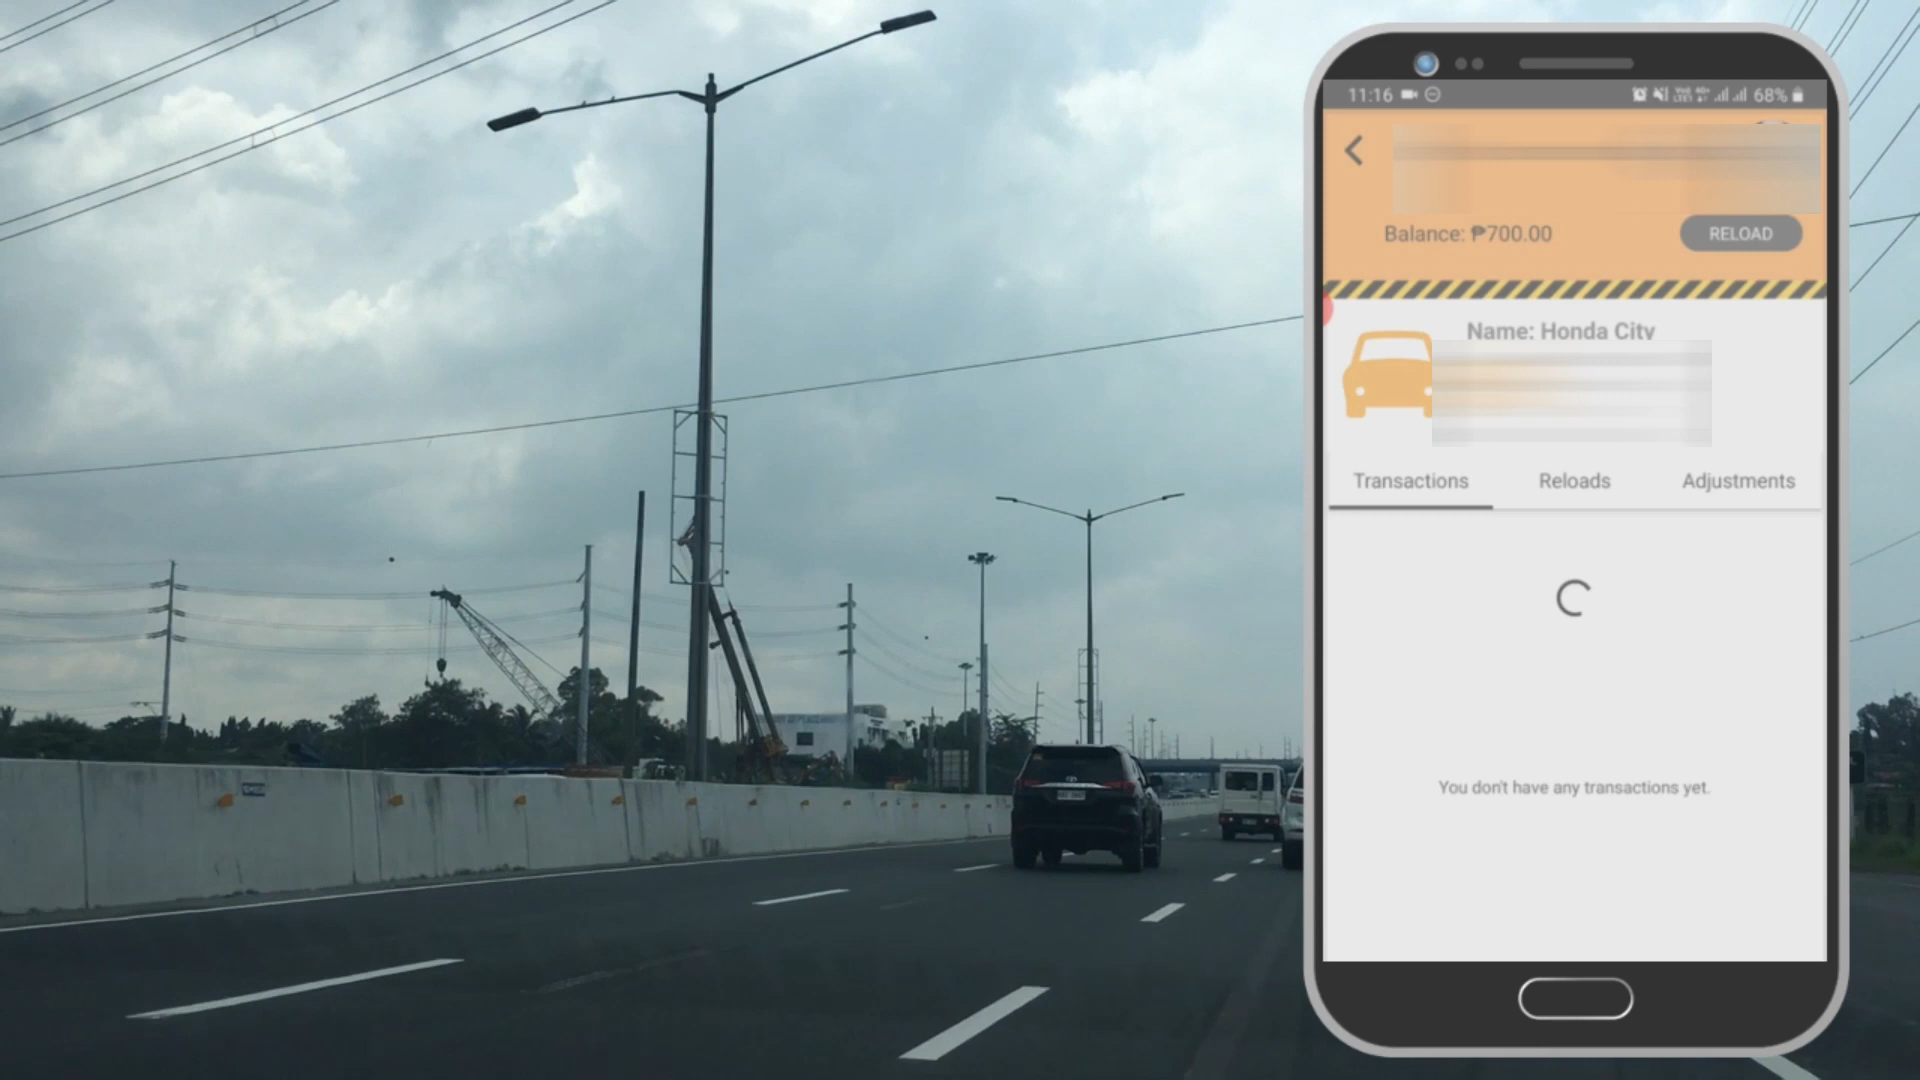 11:16
68%
Balance: ₱700.00
RELOAD
Name: Honda City
Transactions
Reloads
Adjustments
You don't have any transactions yet.